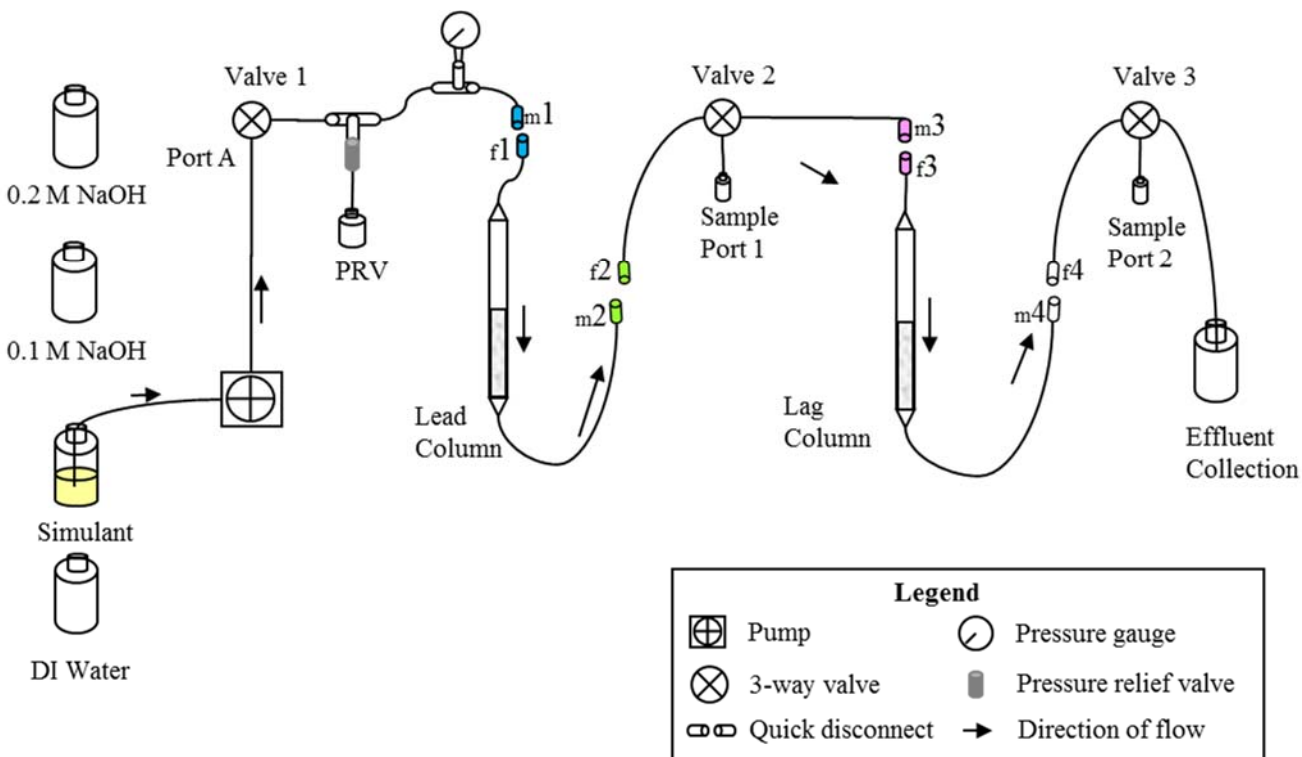 Valve 1
Port A
0.2 M NaOH
0.1 M NaOH
Simulant
DI Water
PRV
m1
f1
Lead
Column
f2
m2
Valve 2
Sample
Port 1
m3
f3
Lag
Column
Valve 3
Sample
Port 2
f4
m4
Effluent
Collection
Legend
Pump
Pressure gauge
3-way valve
Pressure relief valve
Quick disconnect
Direction of flow